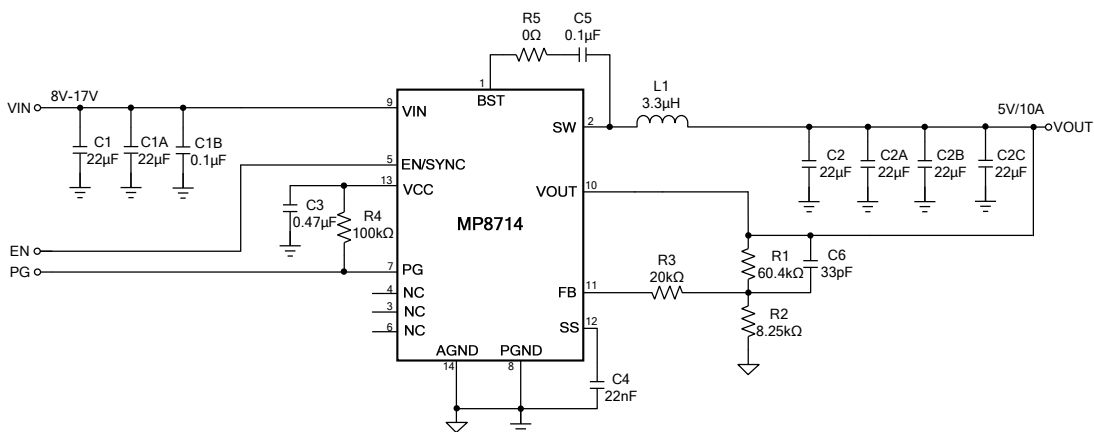 R5
0Ω
C5
0.1µF
1
BST
VIN
8V-17V
9
VIN
C1
22µF
C1A
22µF
C1B
0.1µF
SW
2
L1
3.3µH
5V/10A
VOUT
C2
22µF
C2A
22µF
C2B
22µF
C2C
22µF
5
EN/SYNC
13
VCC
C3
0.47µF
R4
100kΩ
VOUT
10
MP8714
EN
PG
7
PG
4
NC
3
NC
6
NC
R3
20kΩ
R1
60.4kΩ
C6
33pF
FB
11
R2
8.25kΩ
SS
12
AGND
14
PGND
8
C4
22nF